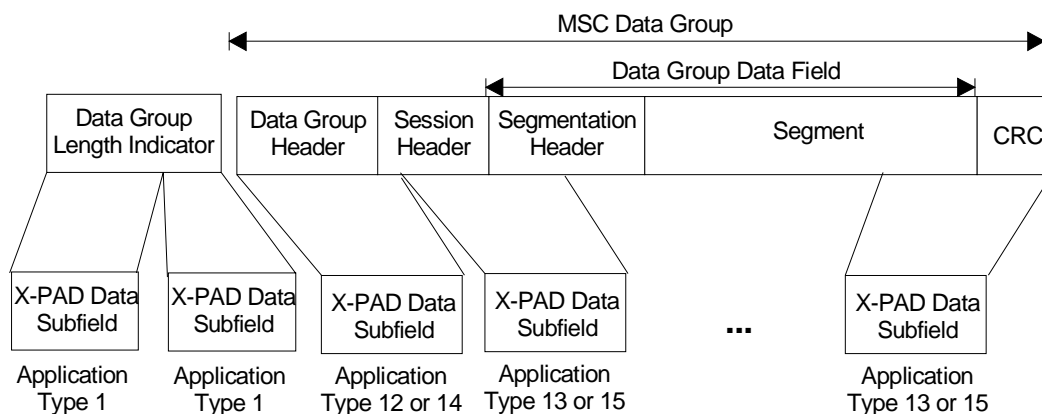 MSC Data Group
Data Group Data Field
Data Group
Length Indicator
Data Group
Header
Session
Header
Segmentation
Header
Segment
CRC
X-PAD Data
Subfield
X-PAD Data
Subfield
X-PAD Data
Subfield
X-PAD Data
Subfield
...
X-PAD Data
Subfield
Application
Type 1
Application
Type 1
Application
Type 12 or 14
Application
Type 13 or 15
Application
Type 13 or 15